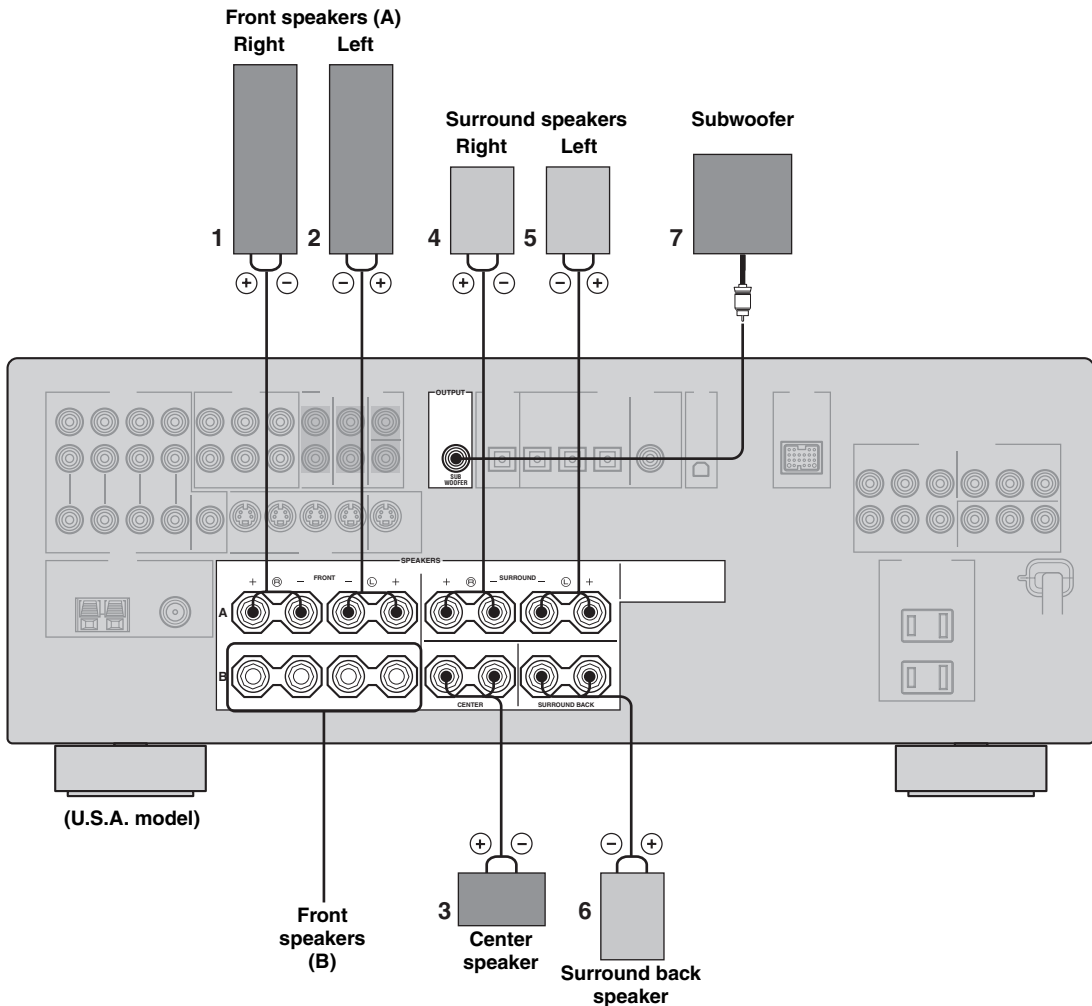 Front speakers (A)
Right Left
Surround speakers
Right Left
Subwoofer
1 2 4 5 7
+ − − + + − − +
OUTPUT
SUB
WOOFER
SPEAKERS
+ R − FRONT − L + + R − SURROUND − L +
A
B
CENTER SURROUND BACK
(U.S.A. model)
+ − − +
3 6
Front
speakers
(B)
Center
speaker
Surround back
speaker